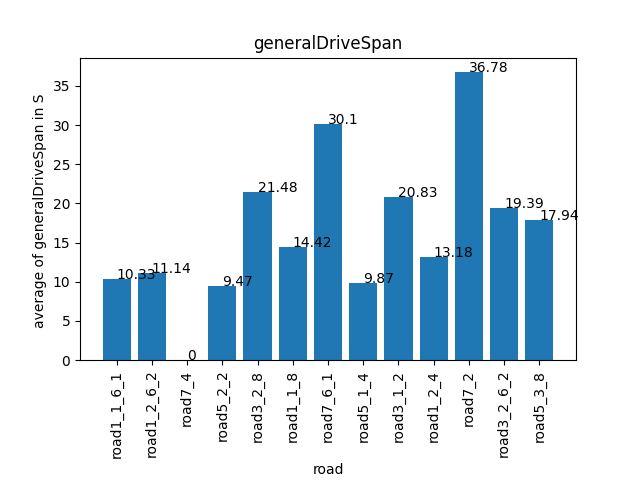 generalDriveSpan
average of generalDriveSpan in S
35
30
25
20
15
10
5
0
10.33
11.14
0
9.47
21.48
14.42
30.1
9.87
20.83
13.18
36.78
19.39
17.94
road1_1_6_1
road1_2_6_2
road7_4
road5_2_2
road3_2_8
road1_1_8
road7_6_1
road5_1_4
road3_1_2
road1_2_4
road7_2
road3_2_6_2
road5_3_8
road